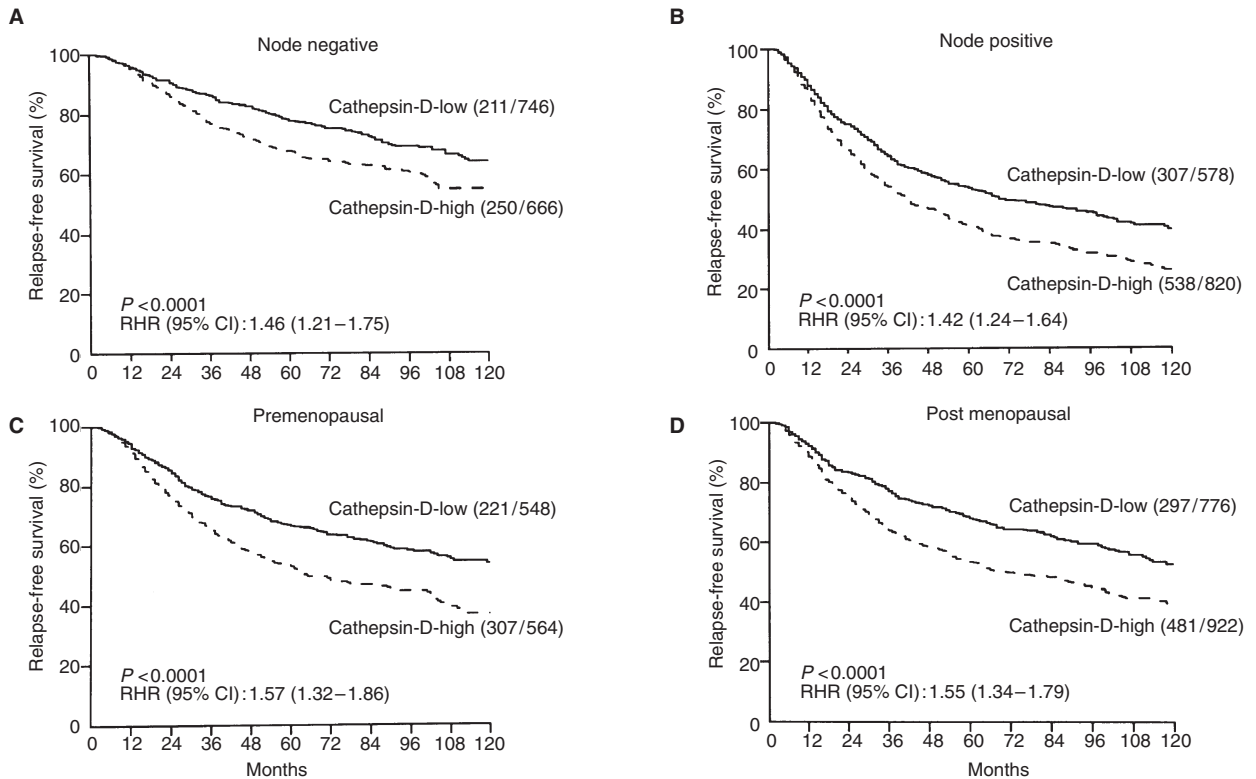 A
Node negative
Relapse-free survival (%)
100
80
60
40
20
0
Cathepsin-D-low (211/746)
Cathepsin-D-high (250/666)
P<0.0001
RHR (95% CI):1.46 (1.21–1.75)
0 12 24 36 48 60 72 84 96 108 120
B
Node positive
Relapse-free survival (%)
100
80
60
40
20
0
Cathepsin-D-low (307/578)
Cathepsin-D-high (538/820)
P<0.0001
RHR (95% CI):1.42 (1.24–1.64)
0 12 24 36 48 60 72 84 96 108 120
C
Premenopausal
Relapse-free survival (%)
100
80
60
40
20
0
Cathepsin-D-low (221/548)
Cathepsin-D-high (307/564)
P<0.0001
RHR (95% CI):1.57 (1.32–1.86)
0 12 24 36 48 60 72 84 96 108 120
Months
D
Post menopausal
Relapse-free survival (%)
100
80
60
40
20
0
Cathepsin-D-low (297/776)
Cathepsin-D-high (481/922)
P<0.0001
RHR (95% CI):1.55 (1.34–1.79)
0 12 24 36 48 60 72 84 96 108 120
Months